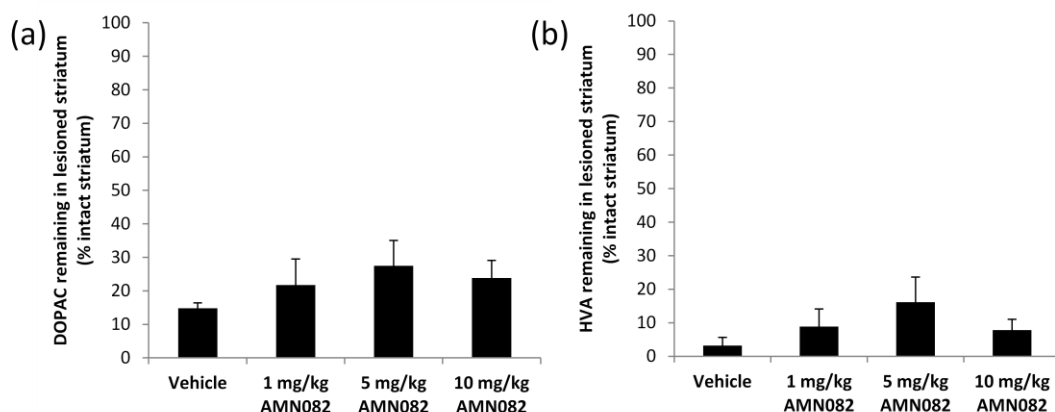 (a)
DOPAC remaining in lesioned striatum
(% intact striatum)
100
90
80
70
60
50
40
30
20
10
0
Vehicle
1 mg/kg
AMN082
5 mg/kg
AMN082
10 mg/kg
AMN082
(b)
HVA remaining in lesioned striatum
(% intact striatum)
100
90
80
70
60
50
40
30
20
10
0
Vehicle
1 mg/kg
AMN082
5 mg/kg
AMN082
10 mg/kg
AMN082